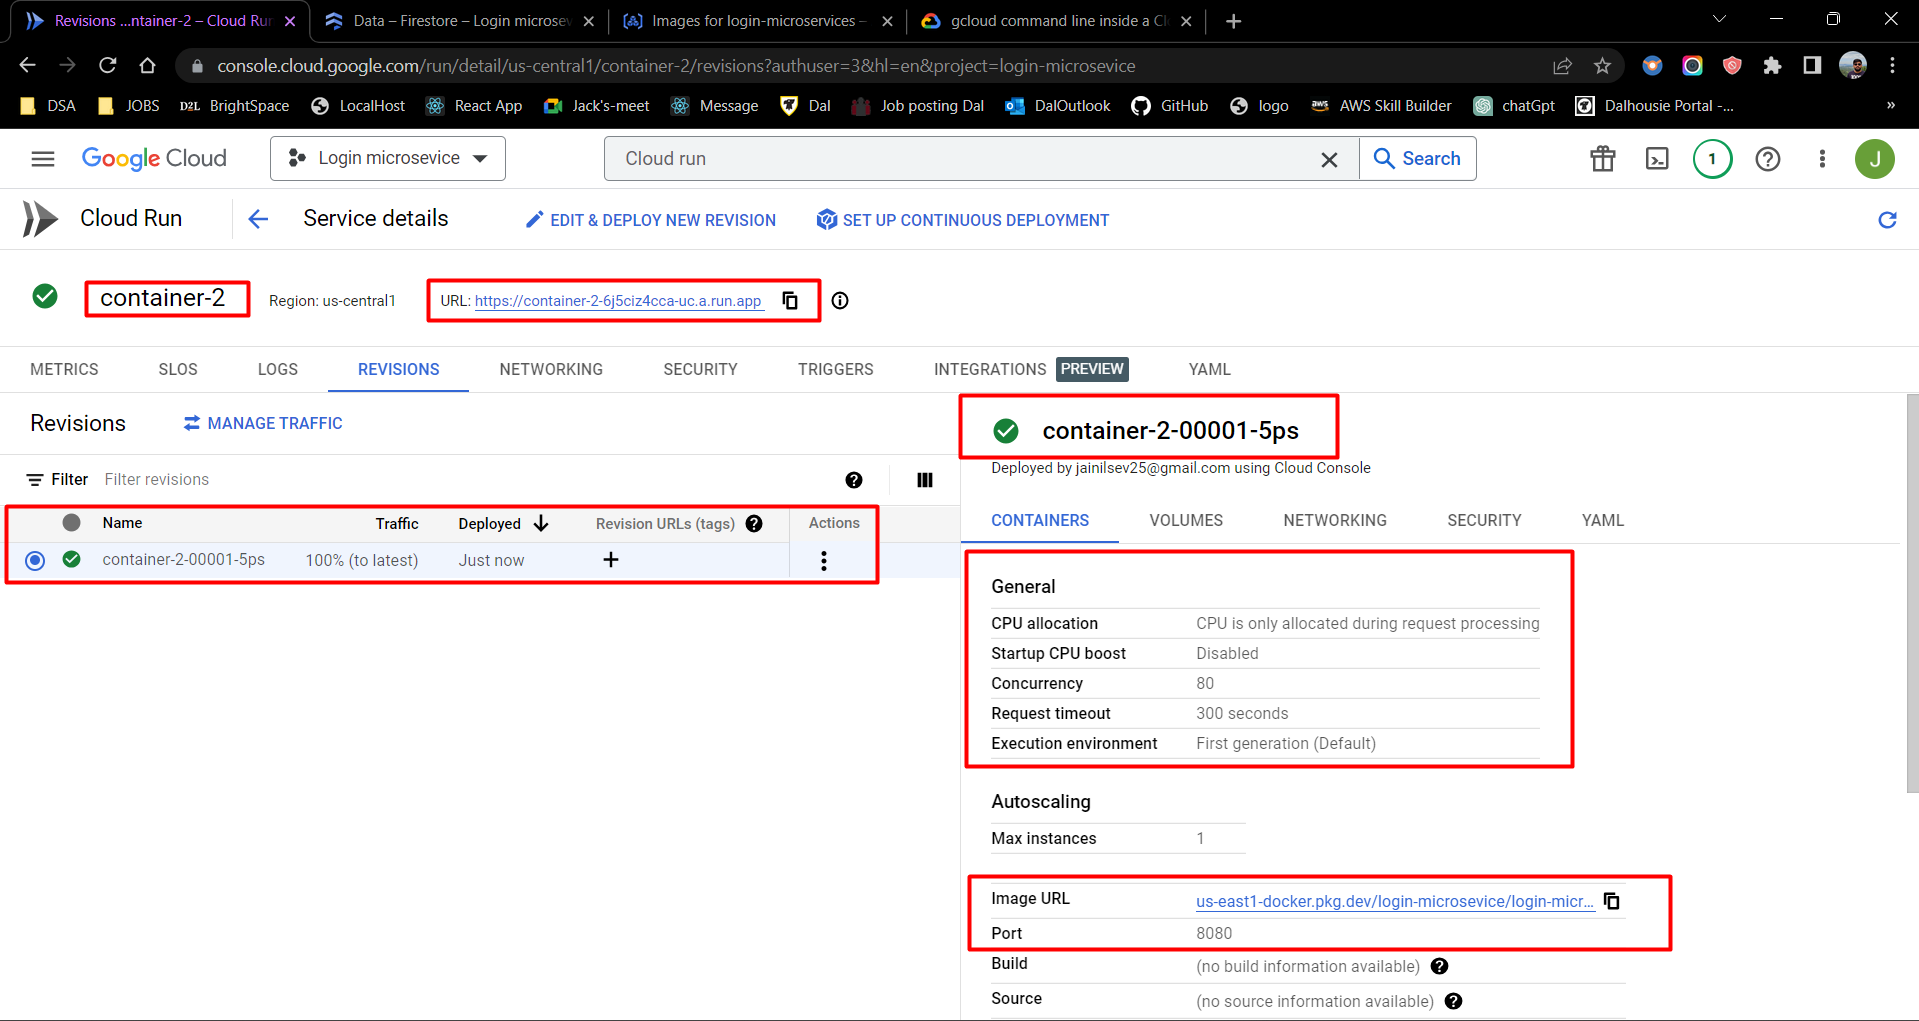 Revisions ...ntainer-2 – Cloud Run
Data – Firestore – Login microsev
Images for login-microservices –
gcloud command line inside a Cl
console.cloud.google.com/run/detail/us-central1/container-2/revisions?authuser=3&hl=en&project=login-microsevice
DSA JOBS D2L BrightSpace LocalHost React App Jack's-meet Message Dal Job posting Dal DalOutlook GitHub logo aws AWS Skill Builder chatGpt Dalhousie Portal -... »
Google Cloud Login microsevice Cloud run Search 1 J
Cloud Run Service details EDIT & DEPLOY NEW REVISION SET UP CONTINUOUS DEPLOYMENT
container-2 Region: us-central1 URL: https://container-2-6j5ciz4cca-uc.a.run.app
METRICS SLOS LOGS REVISIONS NETWORKING SECURITY TRIGGERS INTEGRATIONS PREVIEW YAML
Revisions MANAGE TRAFFIC
Filter Filter revisions
Name Traffic Deployed Revision URLs (tags) Actions
container-2-00001-5ps 100% (to latest) Just now
container-2-00001-5ps
Deployed by jainilsev25@gmail.com using Cloud Console
CONTAINERS VOLUMES NETWORKING SECURITY YAML
General
CPU allocation CPU is only allocated during request processing
Startup CPU boost Disabled
Concurrency 80
Request timeout 300 seconds
Execution environment First generation (Default)
Autoscaling
Max instances 1
Image URL us-east1-docker.pkg.dev/login-microsevice/login-micr...
Port 8080
Build (no build information available)
Source (no source information available)